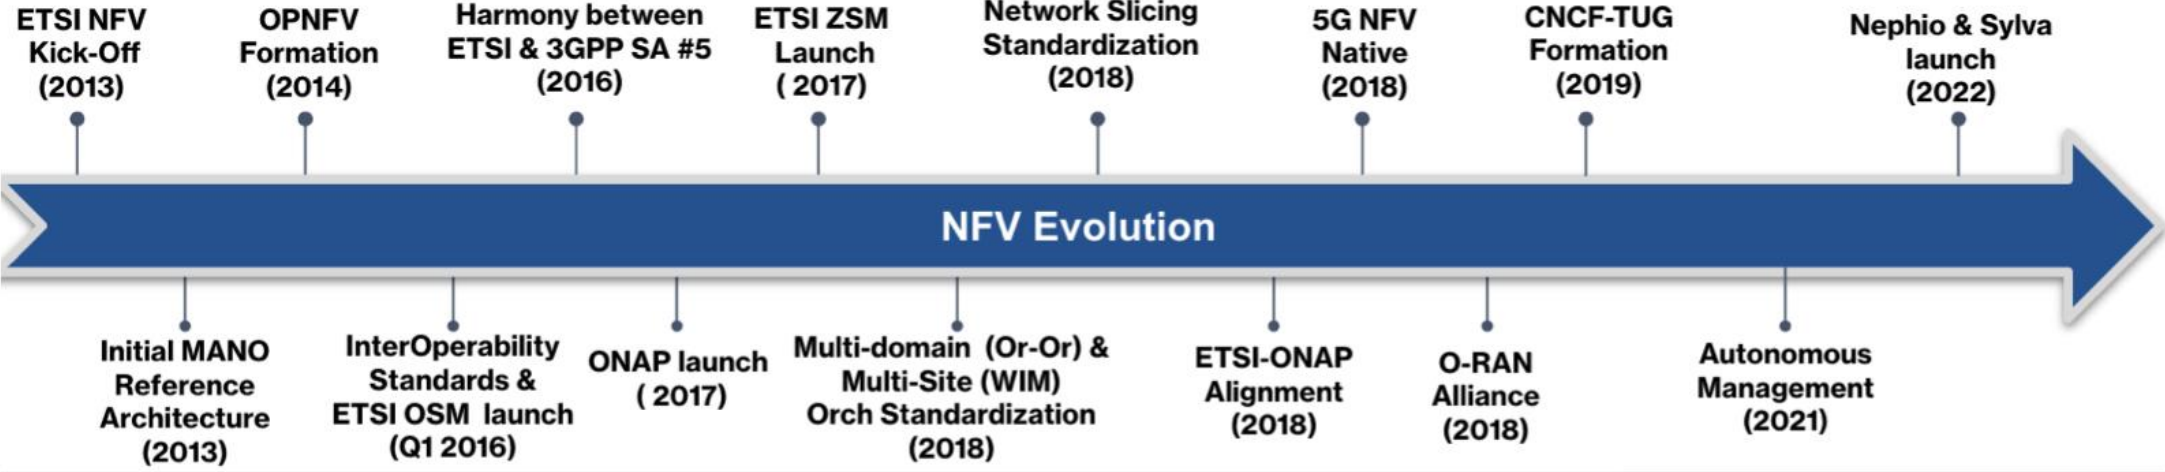 ETSI NFV
Kick-Off
(2013)
OPNFV
Formation
(2014)
Harmony between
ETSI & 3GPP SA #5
(2016)
ETSI ZSM
Launch
( 2017)
Network Slicing
Standardization
(2018)
5G NFV
Native
(2018)
CNCF-TUG
Formation
(2019)
Nephio & Sylva
launch
(2022)
NFV Evolution
Initial MANO
Reference
Architecture
(2013)
InterOperability
Standards &
ETSI OSM launch
(Q1 2016)
ONAP launch
( 2017)
Multi-domain (Or-Or) &
Multi-Site (WIM)
Orch Standardization
(2018)
ETSI-ONAP
Alignment
(2018)
O-RAN
Alliance
(2018)
Autonomous
Management
(2021)